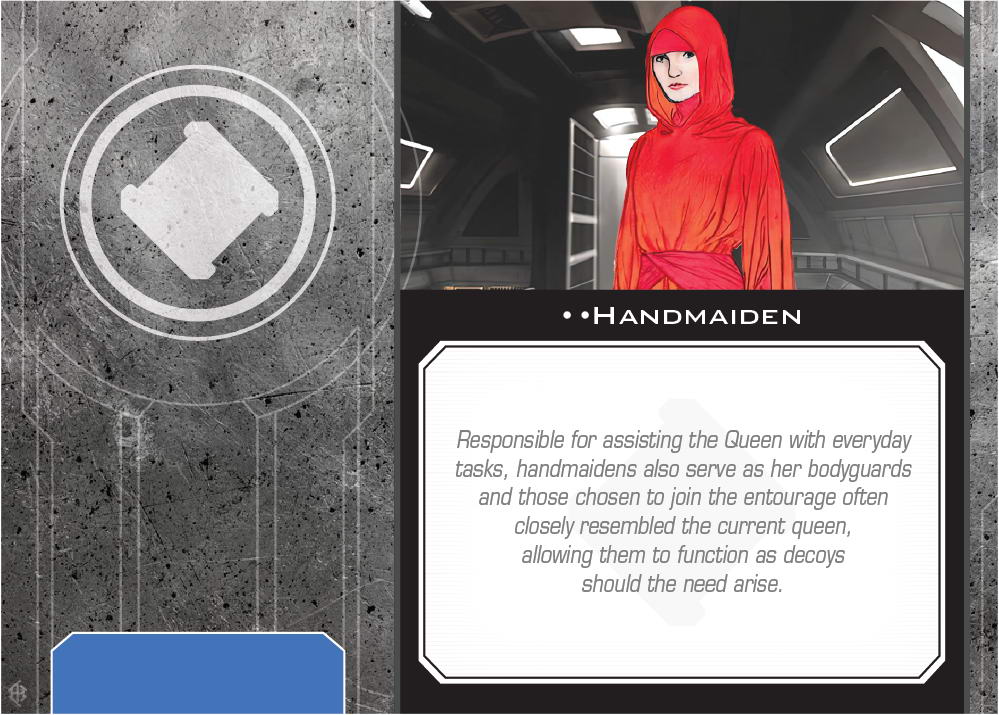 ••Handmaiden
Responsible for assisting the Queen with everyday
tasks, handmaidens also serve as her bodyguards
and those chosen to join the entourage often
closely resembled the current queen,
allowing them to function as decoys
should the need arise.